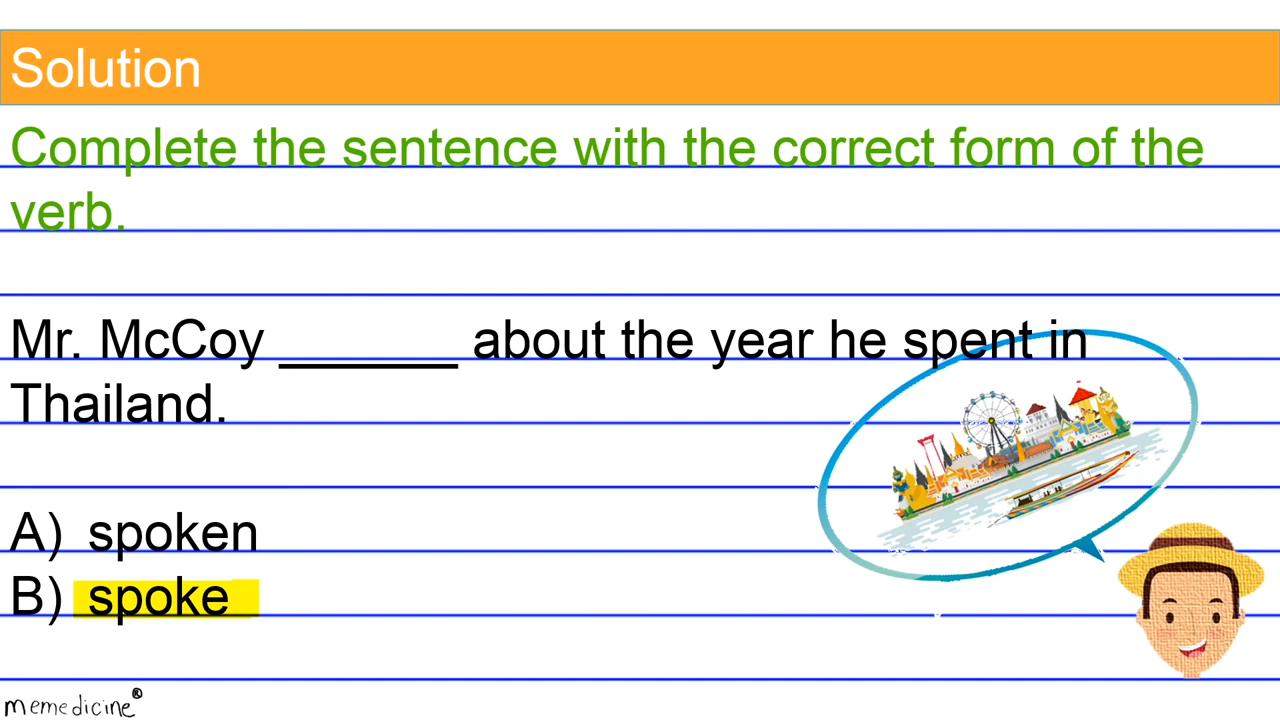 Solution
Complete the sentence with the correct form of the
verb.
Mr. McCoy _______ about the year he spent in
Thailand.
A) spoken
B) spoke
memedicine®